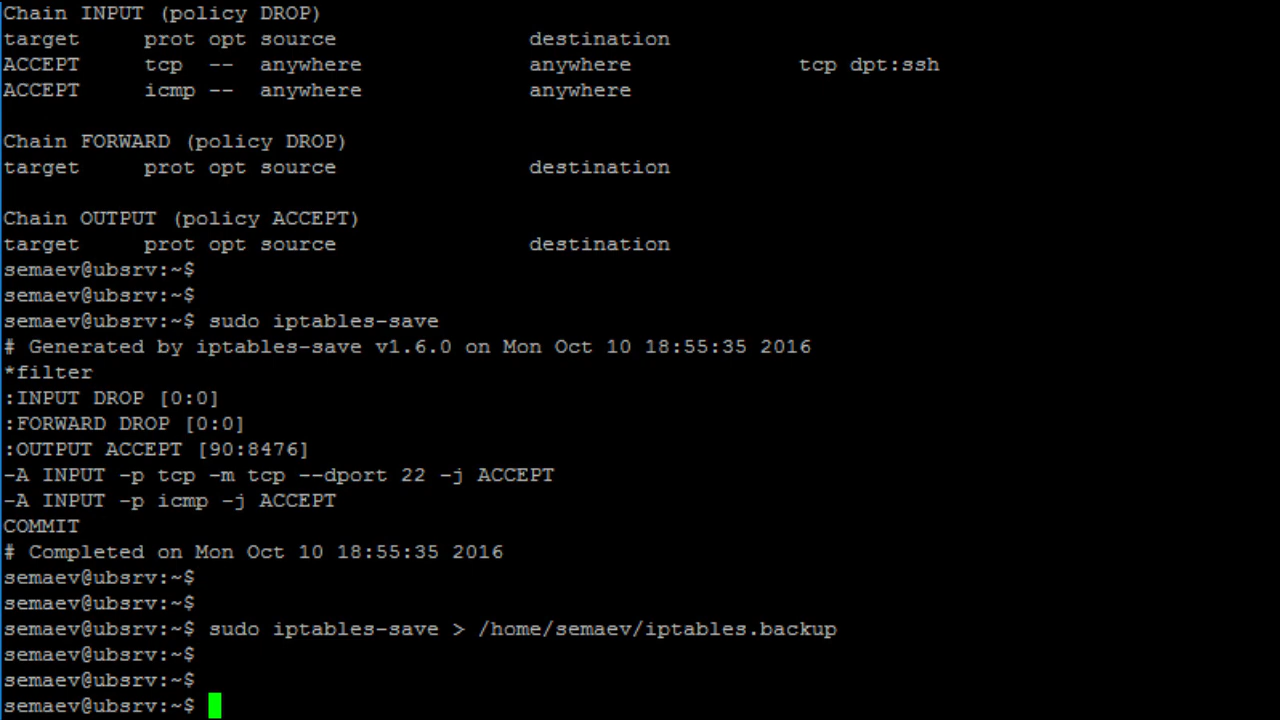 Chain INPUT (policy DROP)
target     prot opt source               destination
ACCEPT     tcp  --  anywhere             anywhere             tcp dpt:ssh
ACCEPT     icmp --  anywhere             anywhere
Chain FORWARD (policy DROP)
target     prot opt source               destination
Chain OUTPUT (policy ACCEPT)
target     prot opt source               destination
semaev@ubsrv:~$
semaev@ubsrv:~$
semaev@ubsrv:~$ sudo iptables-save
# Generated by iptables-save v1.6.0 on Mon Oct 10 18:55:35 2016
*filter
:INPUT DROP [0:0]
:FORWARD DROP [0:0]
:OUTPUT ACCEPT [90:8476]
-A INPUT -p tcp -m tcp --dport 22 -j ACCEPT
-A INPUT -p icmp -j ACCEPT
COMMIT
# Completed on Mon Oct 10 18:55:35 2016
semaev@ubsrv:~$
semaev@ubsrv:~$
semaev@ubsrv:~$ sudo iptables-save > /home/semaev/iptables.backup
semaev@ubsrv:~$
semaev@ubsrv:~$
semaev@ubsrv:~$